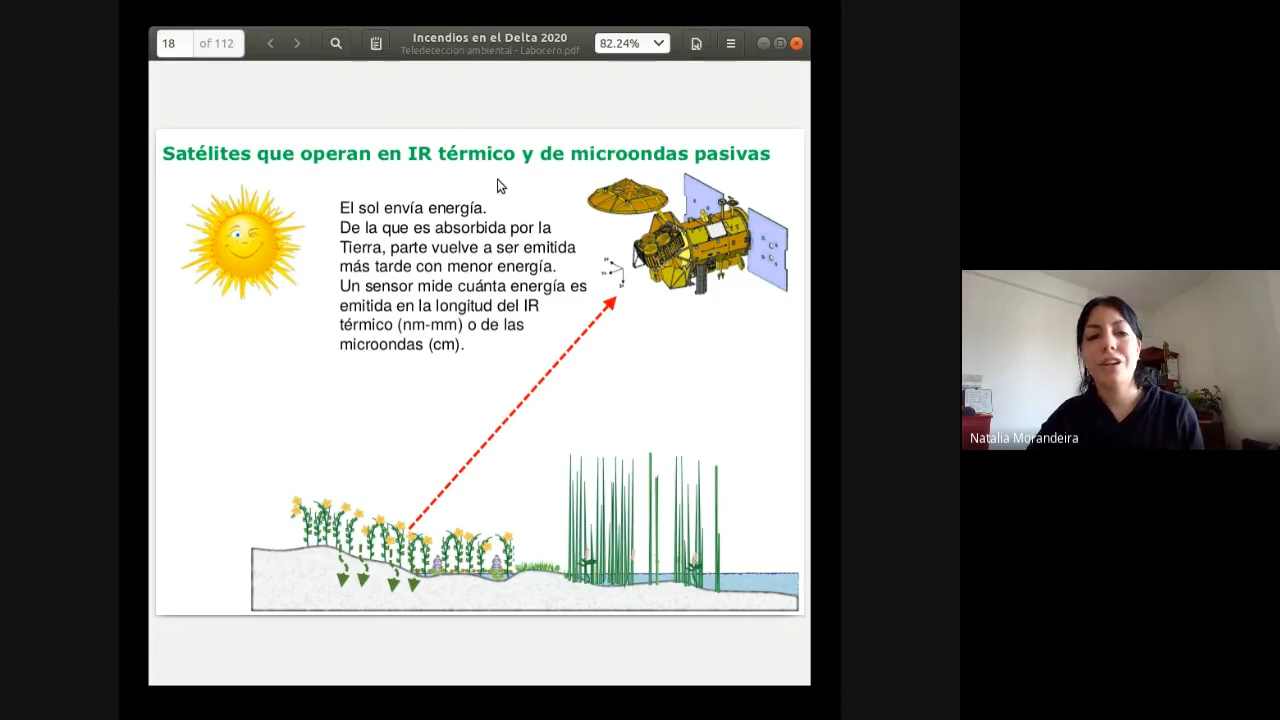 18
of 112
Incendios en el Delta 2020
Teledeteccion ambiental - Labocero.pdf
82.24%
Satélites que operan en IR térmico y de microondas pasivas
El sol envía energía.
De la que es absorbida por la
Tierra, parte vuelve a ser emitida
más tarde con menor energía.
Un sensor mide cuánta energía es
emitida en la longitud del IR
térmico (nm-mm) o de las
microondas (cm).
Natalia Morandeira